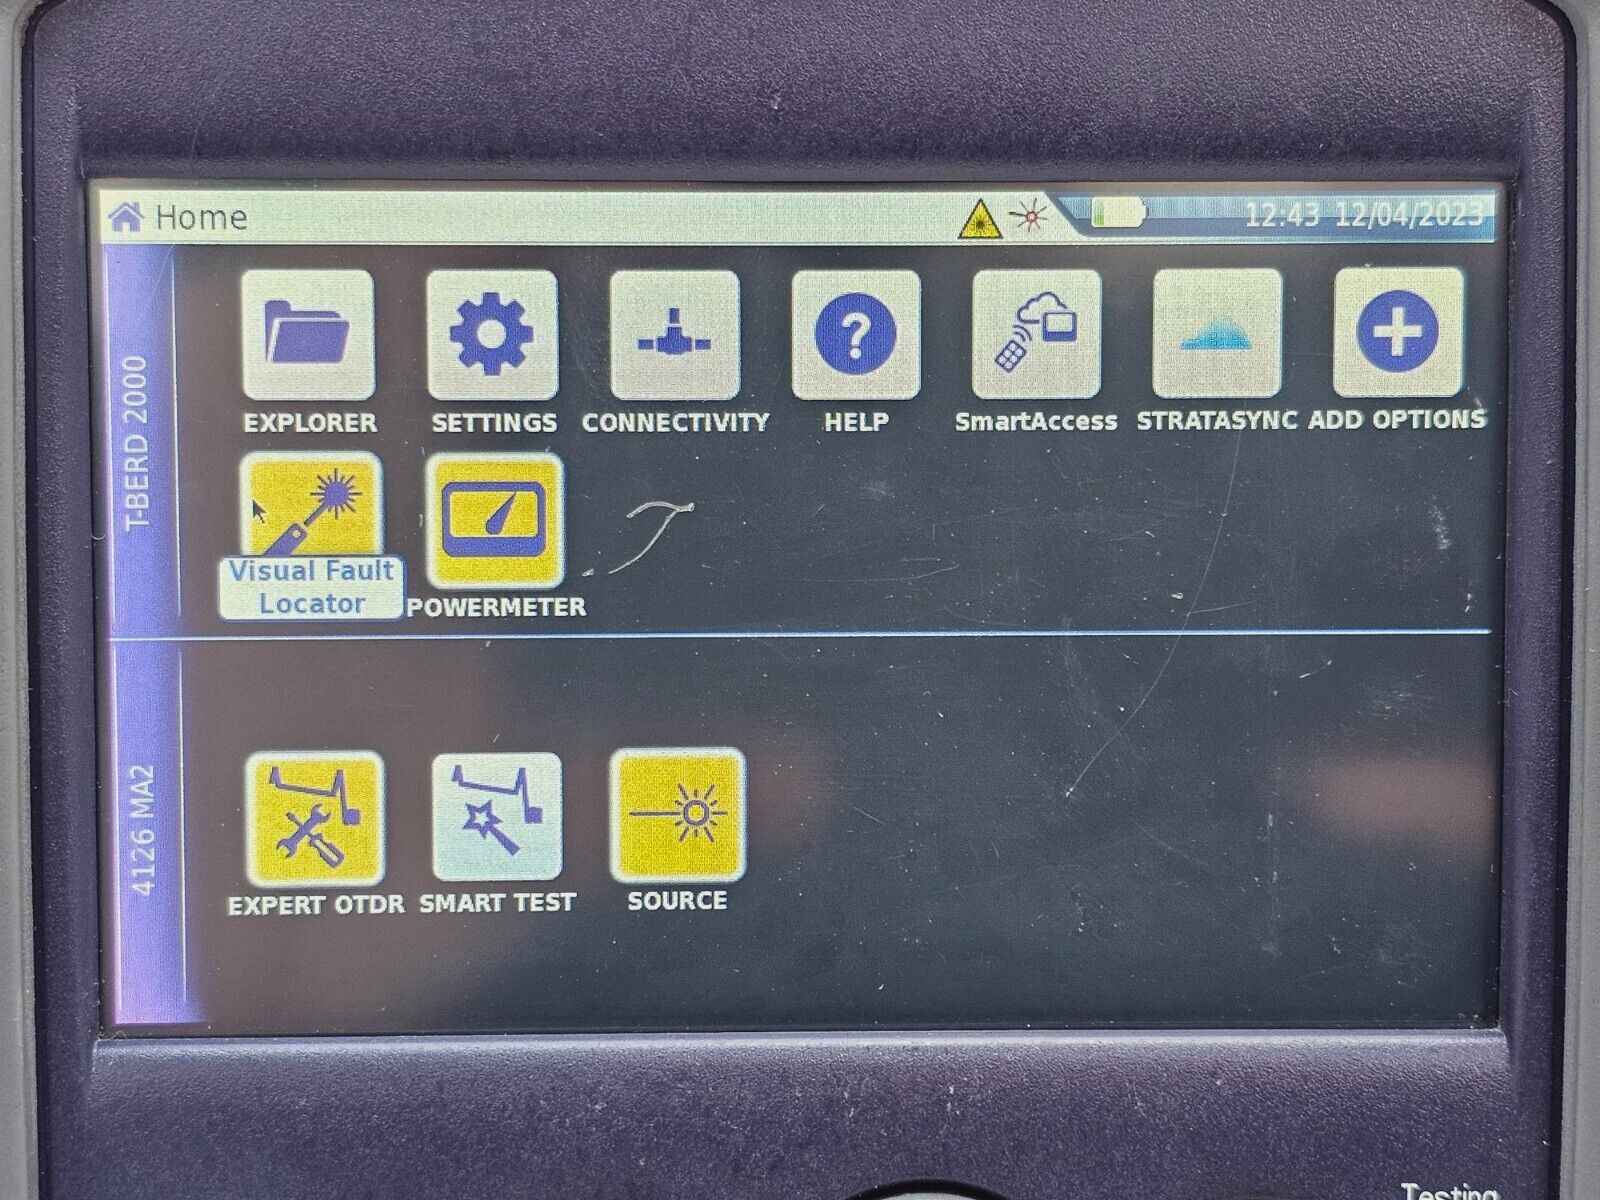 Home
12:43 12/04/2023
T-BERD 2000
EXPLORER
SETTINGS
CONNECTIVITY
HELP
SmartAccess
STRATASYNC
ADD OPTIONS
Visual Fault
Locator
POWERMETER
4126 MA2
EXPERT OTDR
SMART TEST
SOURCE
Testing